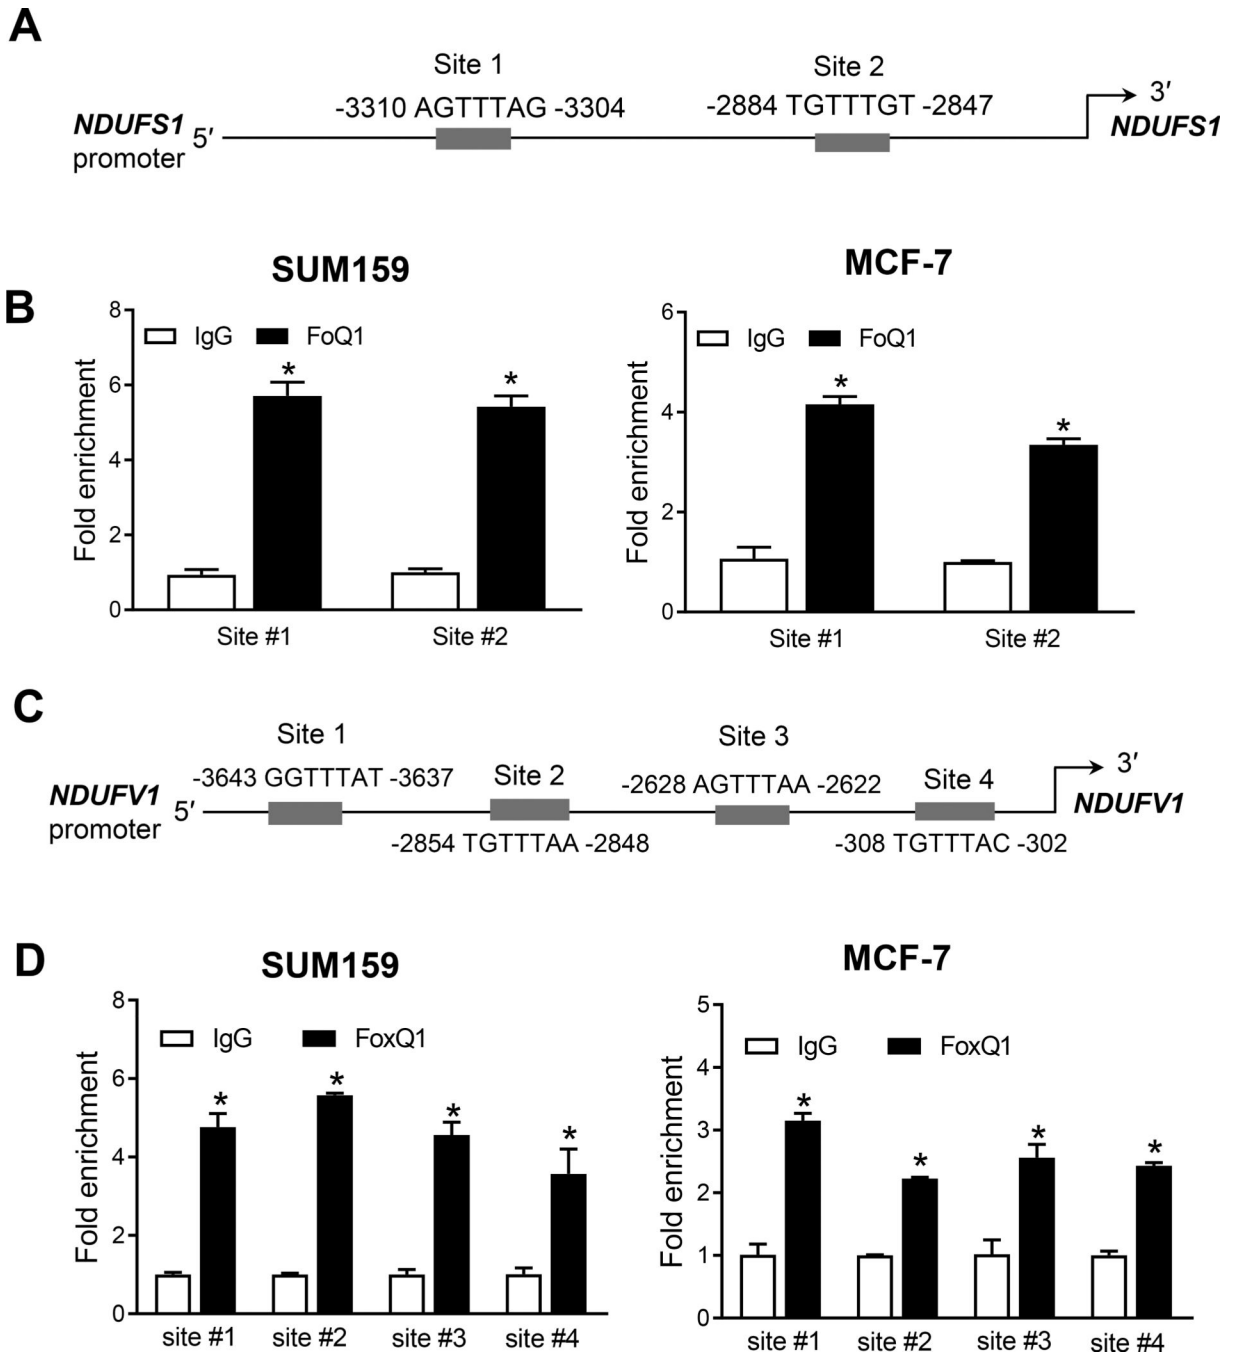 A
Site 1
Site 2
-3310 AGTTTAG -3304
-2884 TGTTTGT -2847
3′
NDUFS1
promoter
5′
NDUFS1
B
SUM159
MCF-7
8
6
4
2
0
Fold enrichment
IgG
FoQ1
*
*
Site #1
Site #2
6
4
2
0
Fold enrichment
IgG
FoQ1
*
*
Site #1
Site #2
C
Site 1
Site 3
-3643 GGTTTAT -3637
Site 2
-2628 AGTTTAA -2622
Site 4
3′
NDUFV1
promoter
5′
NDUFV1
-2854 TGTTTAA -2848
-308 TGTTTAC -302
D
SUM159
MCF-7
8
6
4
2
0
Fold enrichment
IgG
FoxQ1
*
*
*
*
site #1
site #2
site #3
site #4
5
4
3
2
1
0
Fold enrichment
IgG
FoxQ1
*
*
*
*
site #1
site #2
site #3
site #4